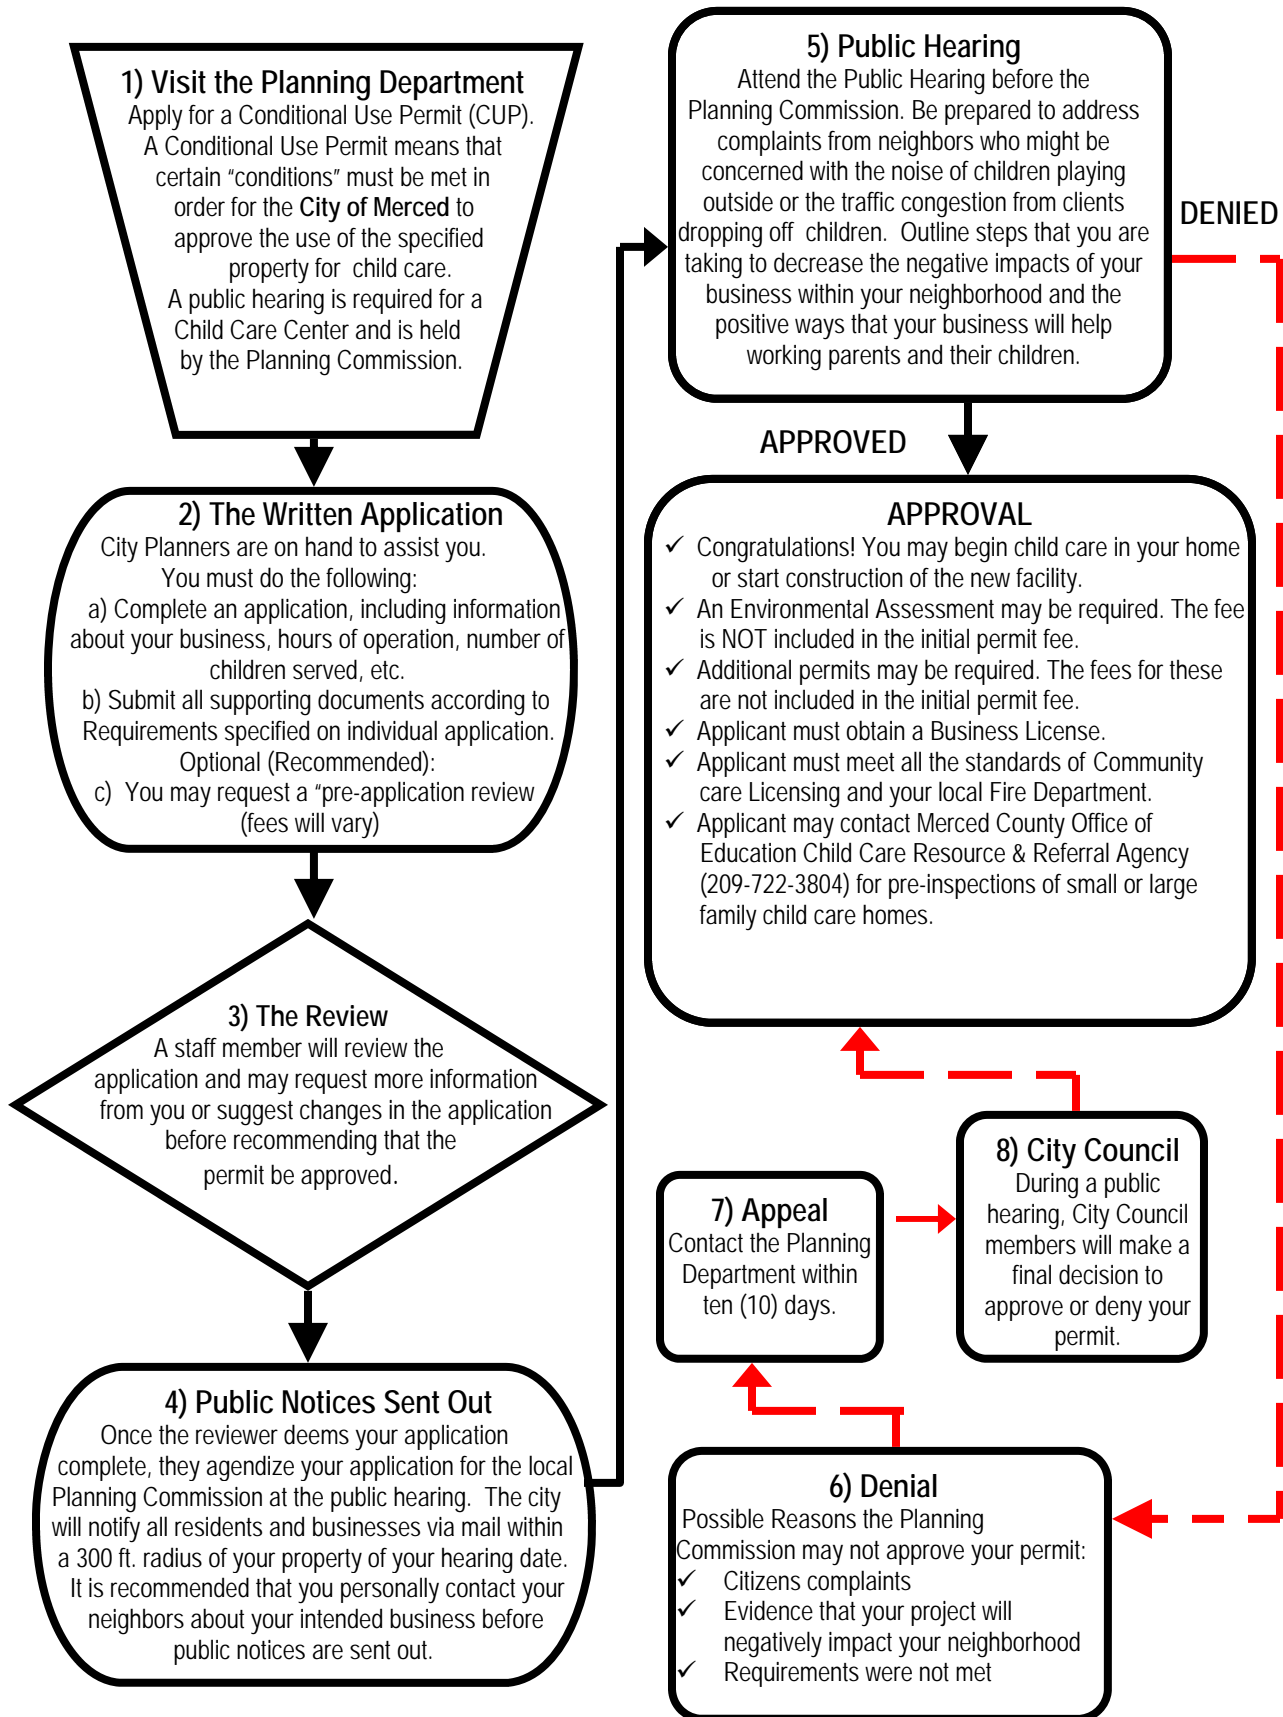 1) Visit the Planning Department
Apply for a Conditional Use Permit (CUP).
A Conditional Use Permit means that
certain “conditions” must be met in
order for the City of Merced to
approve the use of the specified
property for child care.
A public hearing is required for a
Child Care Center and is held
by the Planning Commission.
2) The Written Application
City Planners are on hand to assist you.
You must do the following:
a) Complete an application, including information
about your business, hours of operation, number of
children served, etc.
b) Submit all supporting documents according to
Requirements specified on individual application.
Optional (Recommended):
c) You may request a “pre-application review
(fees will vary)
3) The Review
A staff member will review the
application and may request more information
from you or suggest changes in the application
before recommending that the
permit be approved.
4) Public Notices Sent Out
Once the reviewer deems your application
complete, they agendize your application for the local
Planning Commission at the public hearing. The city
will notify all residents and businesses via mail within
a 300 ft. radius of your property of your hearing date.
It is recommended that you personally contact your
neighbors about your intended business before
public notices are sent out.
5) Public Hearing
Attend the Public Hearing before the
Planning Commission. Be prepared to address
complaints from neighbors who might be
concerned with the noise of children playing
outside or the traffic congestion from clients
dropping off children. Outline steps that you are
taking to decrease the negative impacts of your
business within your neighborhood and the
positive ways that your business will help
working parents and their children.
DENIED
APPROVED
APPROVAL
✓ Congratulations! You may begin child care in your home
or start construction of the new facility.
✓ An Environmental Assessment may be required. The fee
is NOT included in the initial permit fee.
✓ Additional permits may be required. The fees for these
are not included in the initial permit fee.
✓ Applicant must obtain a Business License.
✓ Applicant must meet all the standards of Community
care Licensing and your local Fire Department.
✓ Applicant may contact Merced County Office of
Education Child Care Resource & Referral Agency
(209-722-3804) for pre-inspections of small or large
family child care homes.
6) Denial
Possible Reasons the Planning
Commission may not approve your permit:
✓ Citizens complaints
✓ Evidence that your project will
negatively impact your neighborhood
✓ Requirements were not met
7) Appeal
Contact the Planning
Department within
ten (10) days.
8) City Council
During a public
hearing, City Council
members will make a
final decision to
approve or deny your
permit.